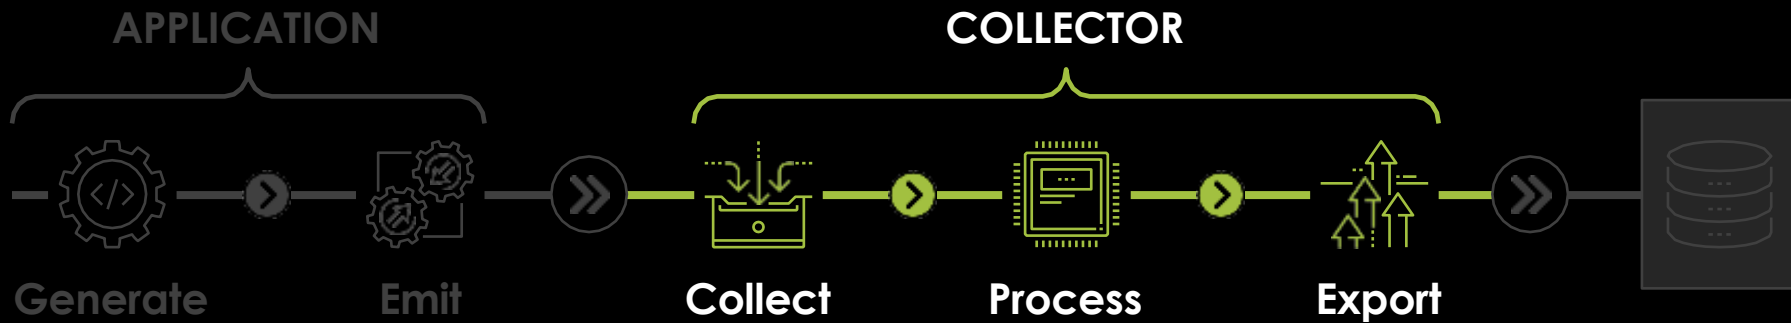 APPLICATION
COLLECTOR
Generate
Emit
Collect
Process
Export